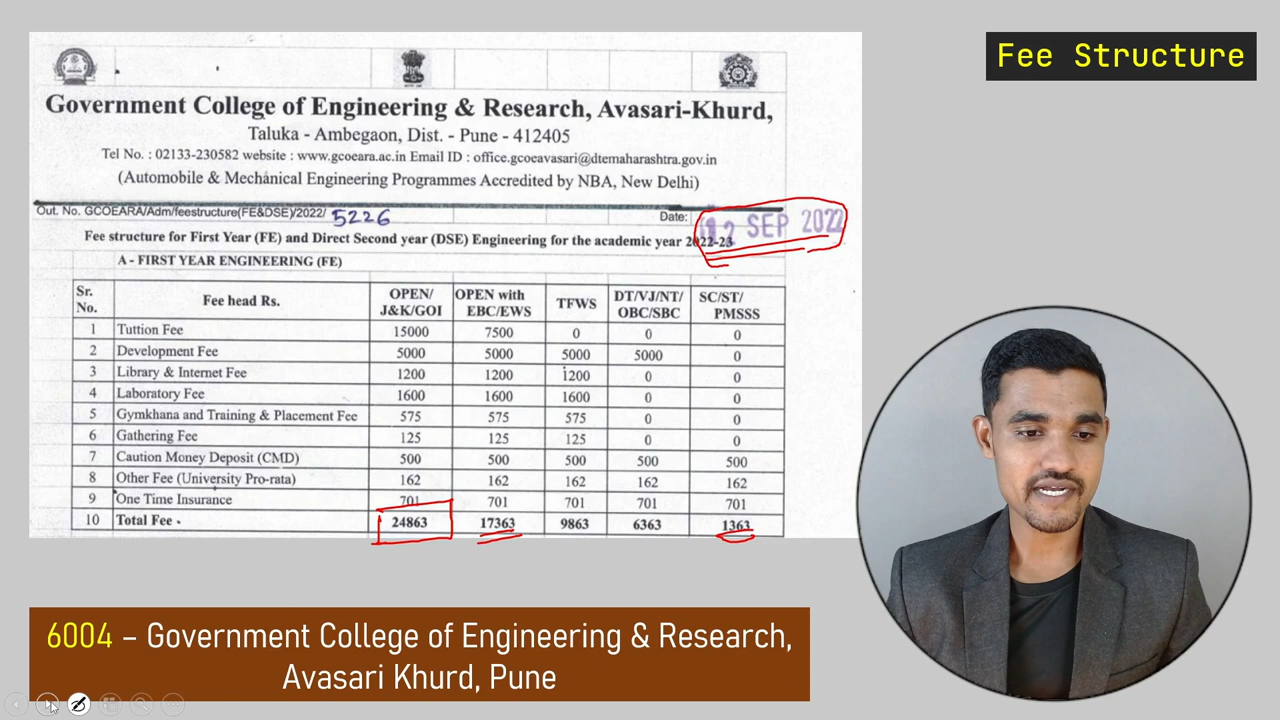 Fee Structure
Government College of Engineering & Research, Avasari-Khurd,
Taluka - Ambegaon, Dist. - Pune - 412405
Tel No. : 02133-230582 website : www.gcoeara.ac.in Email ID : office.gcoeavasari@dtemaharashtra.gov.in
(Automobile & Mechanical Engineering Programmes Accredited by NBA, New Delhi)
Out. No. GCOEARA/Adm/feestructure(FE&DSE)/2022/ 5226 Date: 12 SEP 2022
Fee structure for First Year (FE) and Direct Second year (DSE) Engineering for the academic year 2022-23
A - FIRST YEAR ENGINEERING (FE)
Sr. No. Fee head Rs. OPEN/ J&K/GOI OPEN with EBC/EWS TFWS DT/VJ/NT/ OBC/SBC SC/ST/ PMSSS
1 Tuttion Fee 15000 7500 0 0 0
2 Development Fee 5000 5000 5000 5000 0
3 Library & Internet Fee 1200 1200 1200 0 0
4 Laboratory Fee 1600 1600 1600 0 0
5 Gymkhana and Training & Placement Fee 575 575 575 0 0
6 Gathering Fee 125 125 125 0 0
7 Caution Money Deposit (CMD) 500 500 500 500 500
8 Other Fee (University Pro-rata) 162 162 162 162 162
9 One Time Insurance 701 701 701 701 701
10 Total Fee 24863 17363 9863 6363 1363
6004 – Government College of Engineering & Research,
Avasari Khurd, Pune